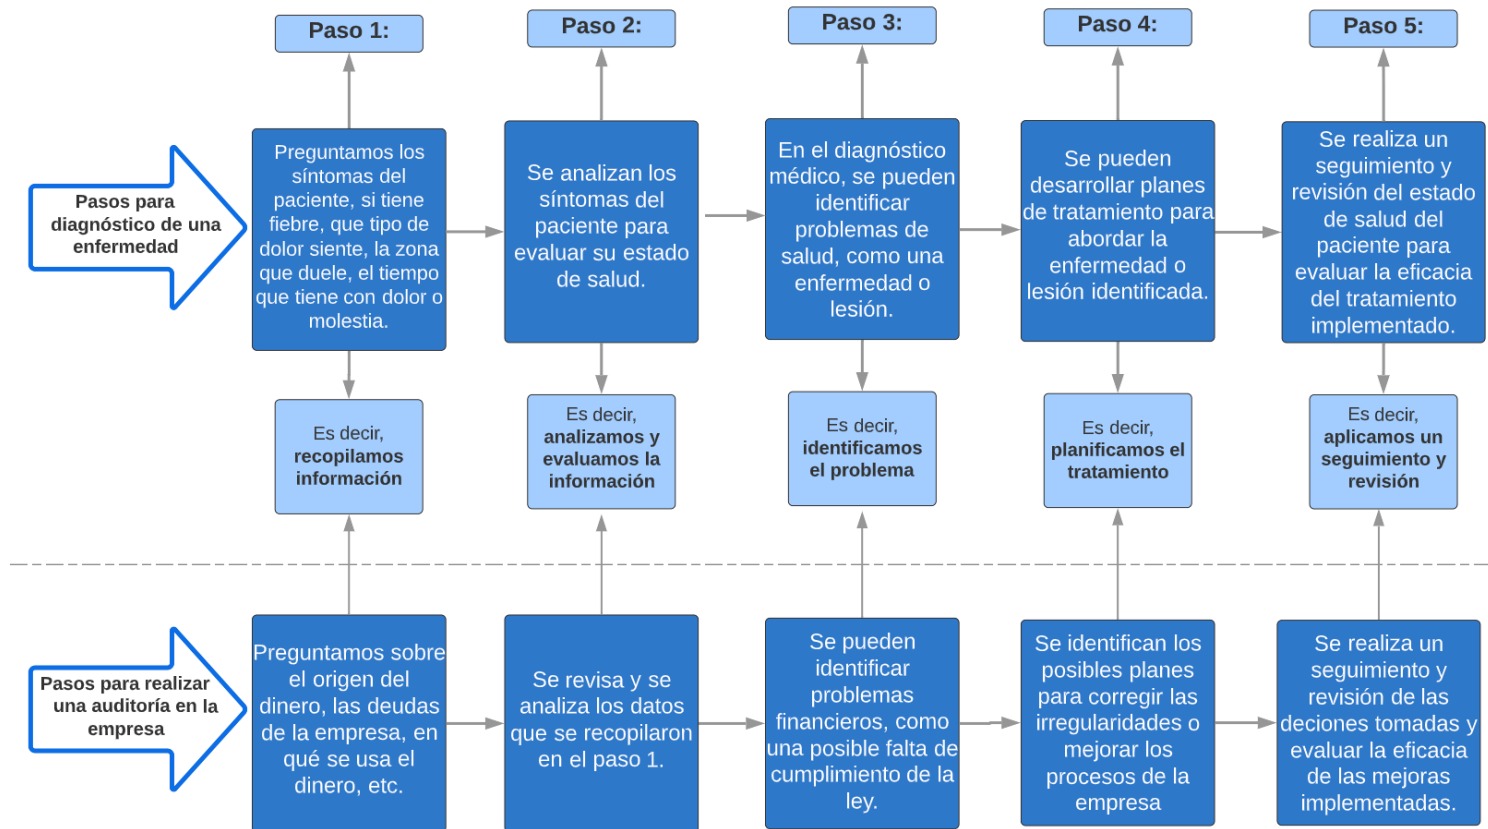 Paso 1:
Paso 2:
Paso 3:
Paso 4:
Paso 5:
Pasos para
diagnóstico de una
enfermedad
Preguntamos los
síntomas del
paciente, si tiene
fiebre, que tipo de
dolor siente, la zona
que duele, el tiempo
que tiene con dolor o
molestia.
Se analizan los
síntomas del
paciente para
evaluar su estado
de salud.
En el diagnóstico
médico, se pueden
identificar
problemas de
salud, como una
enfermedad o
lesión.
Se pueden
desarrollar planes
de tratamiento para
abordar la
enfermedad o
lesión identificada.
Se realiza un
seguimiento y
revisión del estado
de salud del
paciente para
evaluar la eficacia
del tratamiento
implementado.
Es decir,
recopilamos
información
Es decir,
analizamos y
evaluamos la
información
Es decir,
identificamos
el problema
Es decir,
planificamos el
tratamiento
Es decir,
aplicamos un
seguimiento y
revisión
Pasos para realizar
una auditoría en la
empresa
Preguntamos sobre
el origen del
dinero, las deudas
de la empresa, en
qué se usa el
dinero, etc.
Se revisa y se
analiza los datos
que se recopilaron
en el paso 1.
Se pueden
identificar
problemas
financieros, como
una posible falta de
cumplimiento de la
ley.
Se identifican los
posibles planes
para corregir las
irregularidades o
mejorar los
procesos de la
empresa
Se realiza un
seguimiento y
revisión de las
deciones tomadas y
evaluar la eficacia
de las mejoras
implementadas.